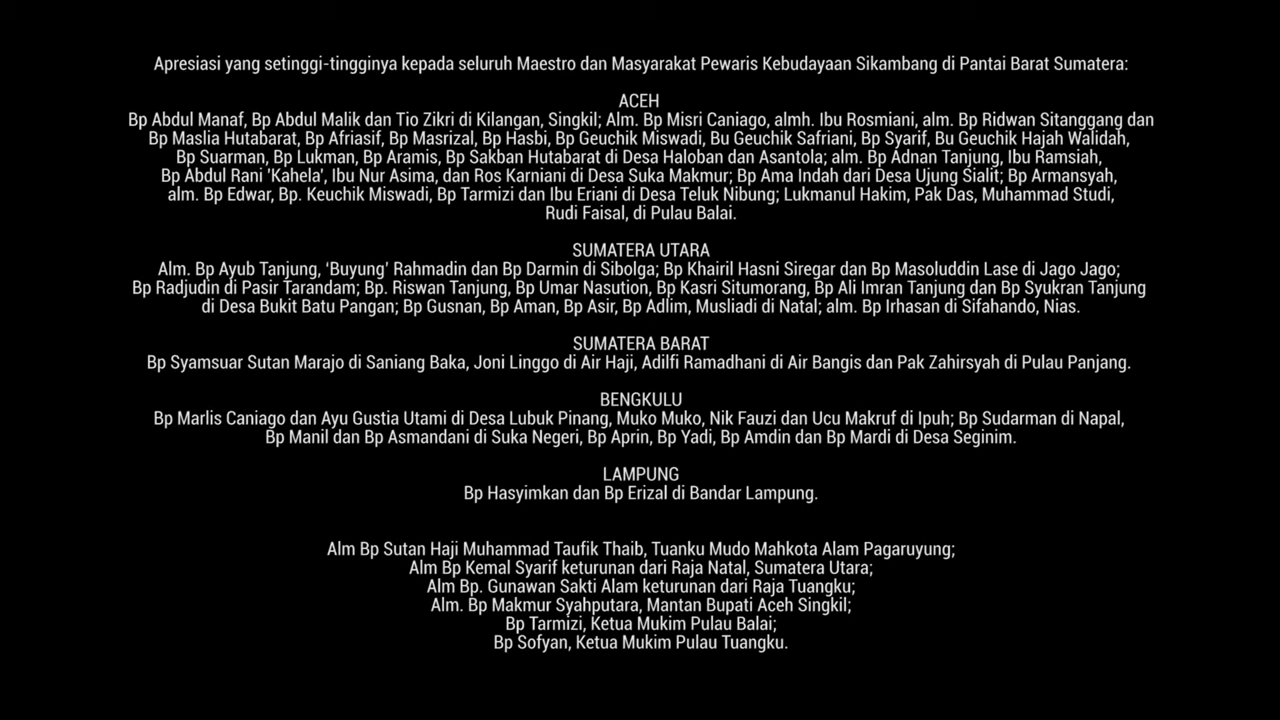 Apresiasi yang setinggi-tingginya kepada seluruh Maestro dan Masyarakat Pewaris Kebudayaan Sikambang di Pantai Barat Sumatera:
ACEH
Bp Abdul Manaf, Bp Abdul Malik dan Tio Zikri di Kilangan, Singkil; Alm. Bp Misri Caniago, almh. Ibu Rosmiani, alm. Bp Ridwan Sitanggang dan
Bp Maslia Hutabarat, Bp Afriasif, Bp Masrizal, Bp Hasbi, Bp Geuchik Miswadi, Bu Geuchik Safriani, Bp Syarif, Bu Geuchik Hajah Walidah,
Bp Suarman, Bp Lukman, Bp Aramis, Bp Sakban Hutabarat di Desa Haloban dan Asantola; alm. Bp Adnan Tanjung, Ibu Ramsiah,
Bp Abdul Rani 'Kahela', Ibu Nur Asima, dan Ros Karniani di Desa Suka Makmur; Bp Ama Indah dari Desa Ujung Sialit; Bp Armansyah,
alm. Bp Edwar, Bp. Keuchik Miswadi, Bp Tarmizi dan Ibu Eriani di Desa Teluk Nibung; Lukmanul Hakim, Pak Das, Muhammad Studi,
Rudi Faisal, di Pulau Balai.
SUMATERA UTARA
Alm. Bp Ayub Tanjung, ‘Buyung’ Rahmadin dan Bp Darmin di Sibolga; Bp Khairil Hasni Siregar dan Bp Masoluddin Lase di Jago Jago;
Bp Radjudin di Pasir Tarandam; Bp. Riswan Tanjung, Bp Umar Nasution, Bp Kasri Situmorang, Bp Ali Imran Tanjung dan Bp Syukran Tanjung
di Desa Bukit Batu Pangan; Bp Gusnan, Bp Aman, Bp Asir, Bp Adlim, Musliadi di Natal; alm. Bp Irhasan di Sifahando, Nias.
SUMATERA BARAT
Bp Syamsuar Sutan Marajo di Saniang Baka, Joni Linggo di Air Haji, Adilfi Ramadhani di Air Bangis dan Pak Zahirsyah di Pulau Panjang.
BENGKULU
Bp Marlis Caniago dan Ayu Gustia Utami di Desa Lubuk Pinang, Muko Muko, Nik Fauzi dan Ucu Makruf di Ipuh; Bp Sudarman di Napal,
Bp Manil dan Bp Asmandani di Suka Negeri, Bp Aprin, Bp Yadi, Bp Amdin dan Bp Mardi di Desa Seginim.
LAMPUNG
Bp Hasyimkan dan Bp Erizal di Bandar Lampung.
Alm Bp Sutan Haji Muhammad Taufik Thaib, Tuanku Mudo Mahkota Alam Pagaruyung;
Alm Bp Kemal Syarif keturunan dari Raja Natal, Sumatera Utara;
Alm Bp. Gunawan Sakti Alam keturunan dari Raja Tuangku;
Alm. Bp Makmur Syahputara, Mantan Bupati Aceh Singkil;
Bp Tarmizi, Ketua Mukim Pulau Balai;
Bp Sofyan, Ketua Mukim Pulau Tuangku.